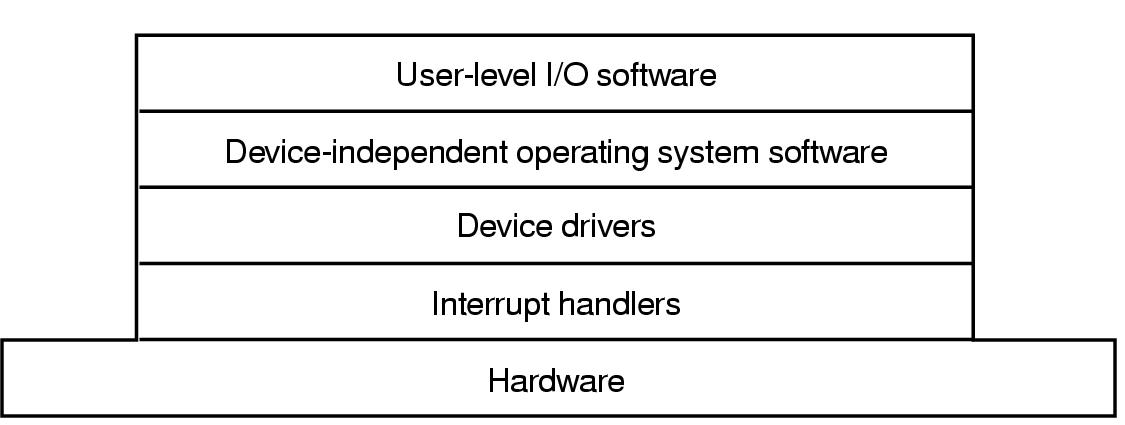 User-level I/O software
Device-independent operating system software
Device drivers
Interrupt handlers
Hardware